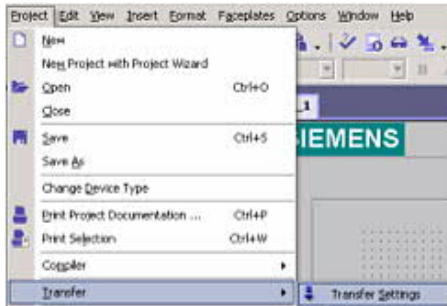 Project Edit View Insert Format Faceplates Options Window Help
New
New Project with Project Wizard
Open Ctrl+O
Close
_1
Save Ctrl+S
SIEMENS
Save As
Change Device Type
Print Project Documentation ... Ctrl+P
Print Selection Ctrl+W
Compiler
Transfer
Transfer Settings